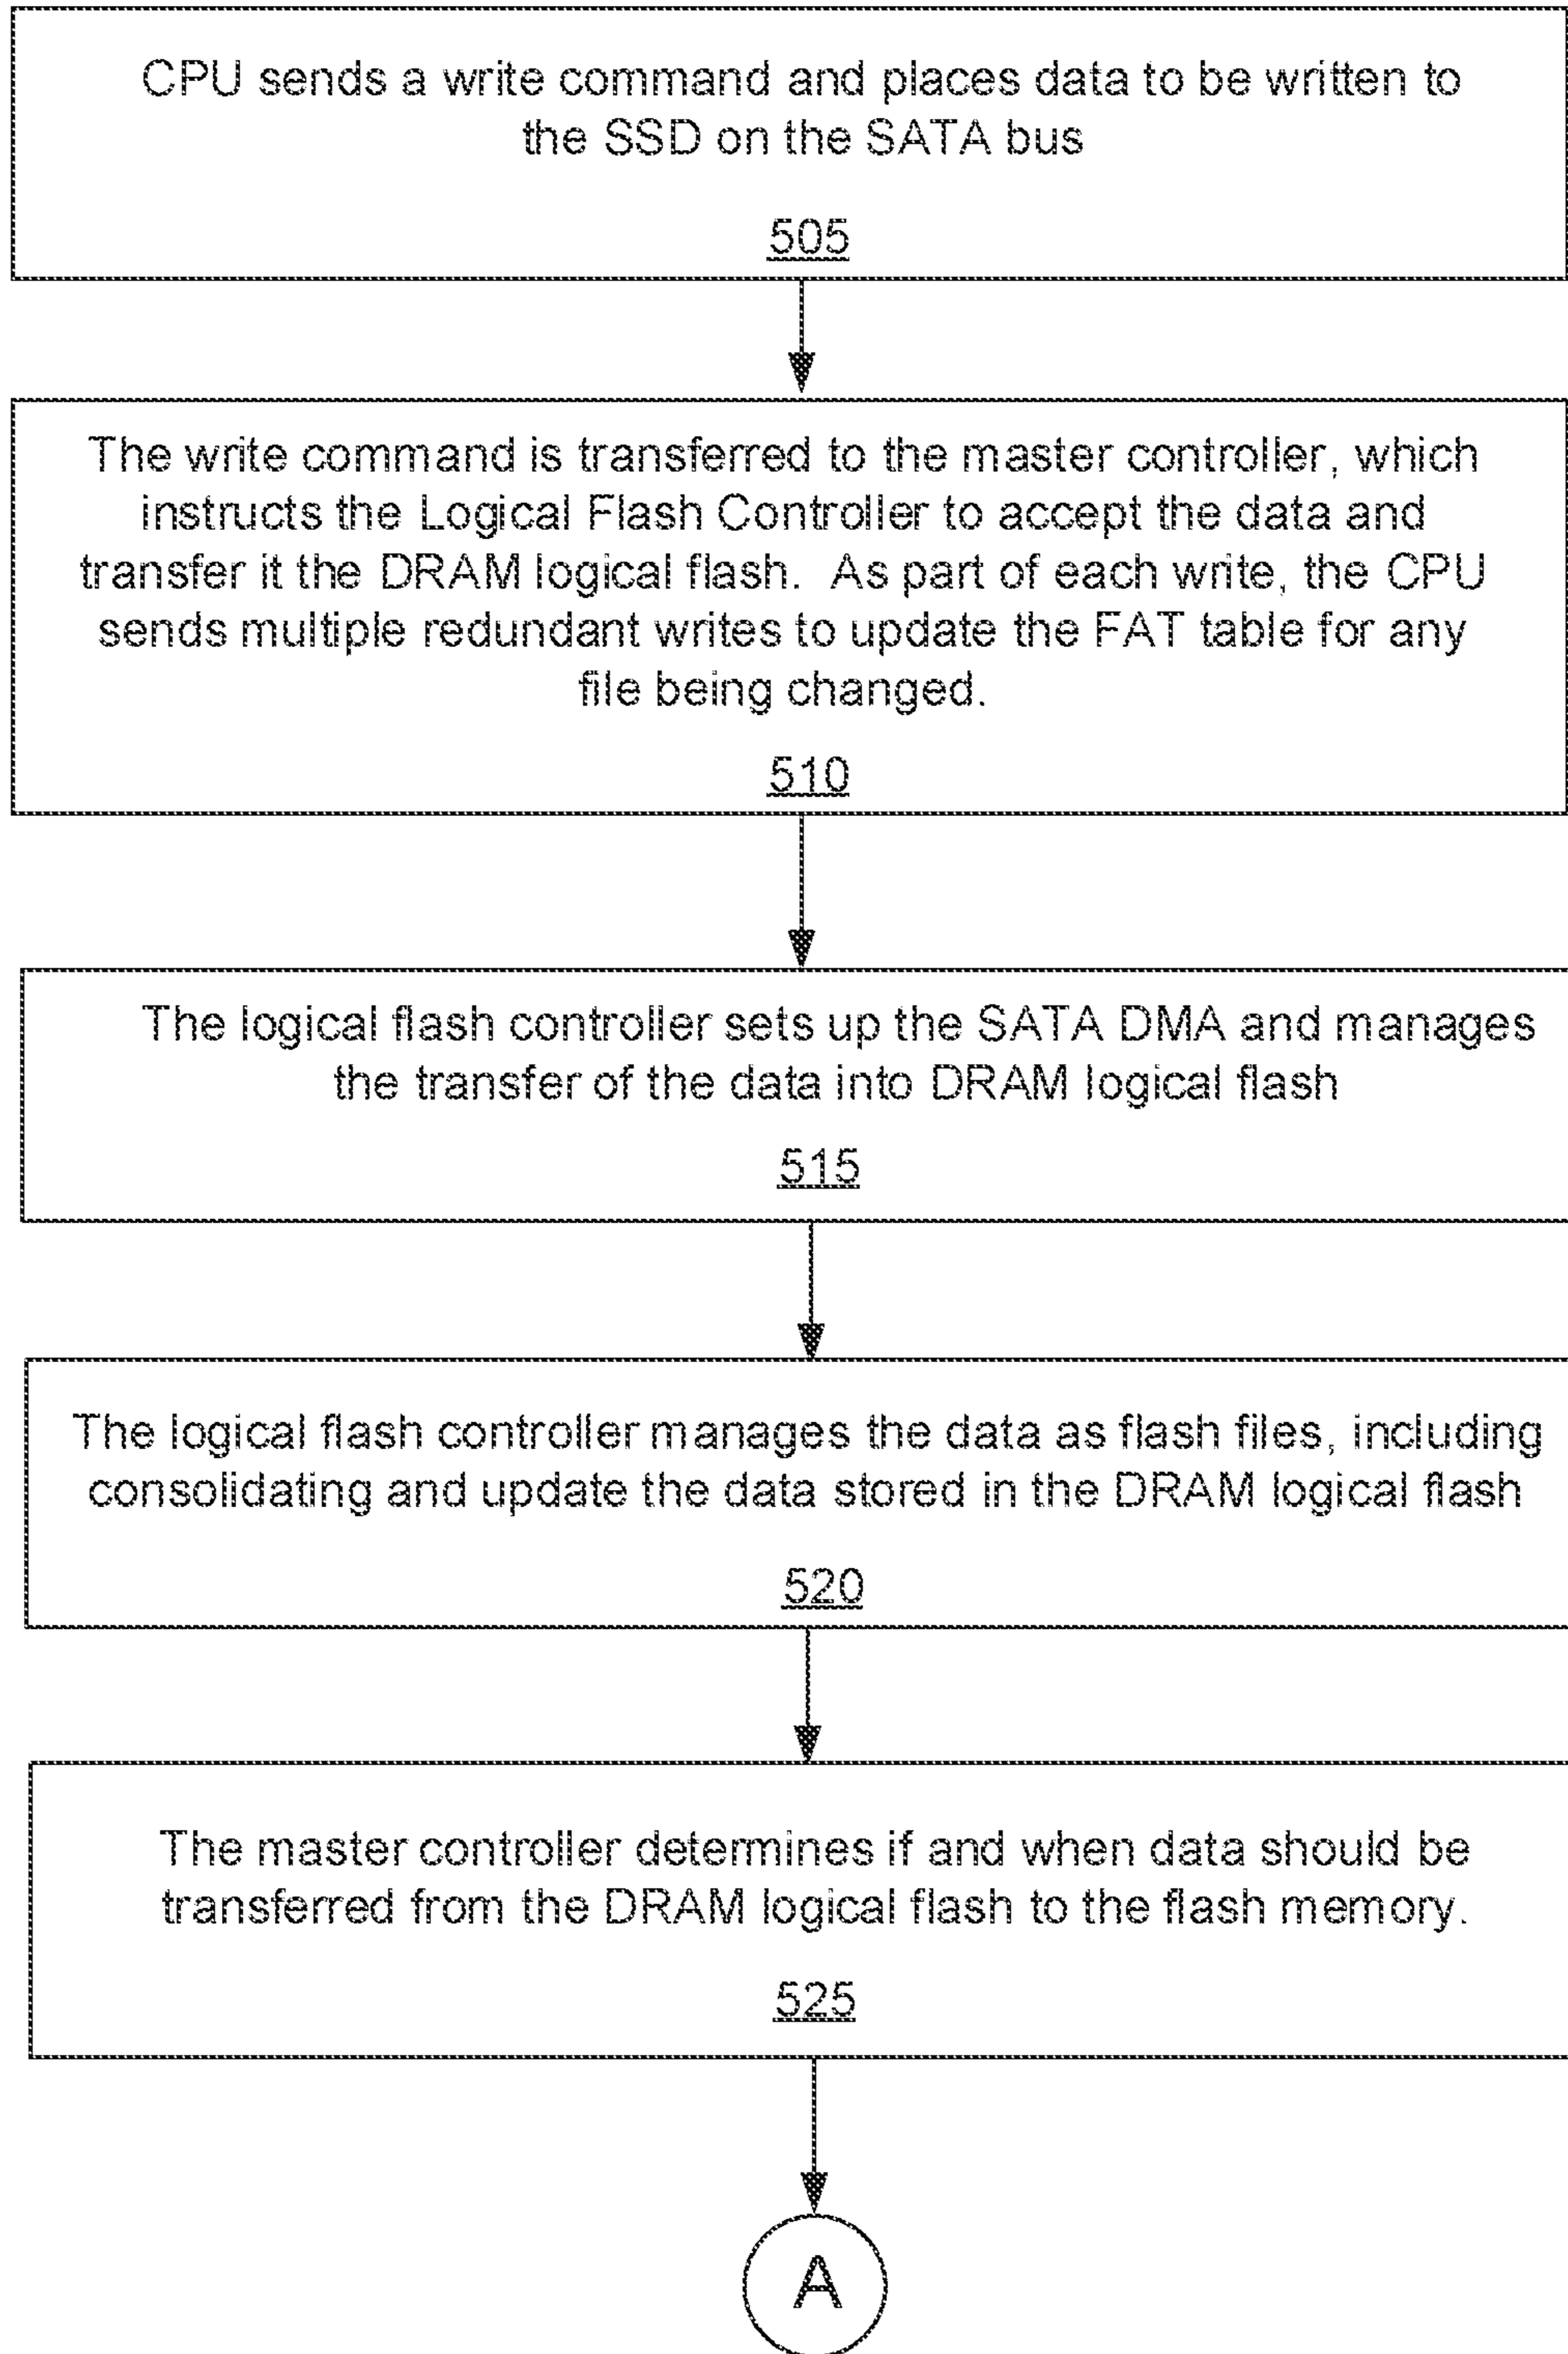 CPU sends a write command and places data to be written to
the SSD on the SATA bus
505
The write command is transferred to the master controller, which
instructs the Logical Flash Controller to accept the data and
transfer it the DRAM logical flash. As part of each write, the CPU
sends multiple redundant writes to update the FAT table for any
file being changed.
510
The logical flash controller sets up the SATA DMA and manages
the transfer of the data into DRAM logical flash
515
The logical flash controller manages the data as flash files, including
consolidating and update the data stored in the DRAM logical flash
520
The master controller determines if and when data should be
transferred from the DRAM logical flash to the flash memory.
525
A